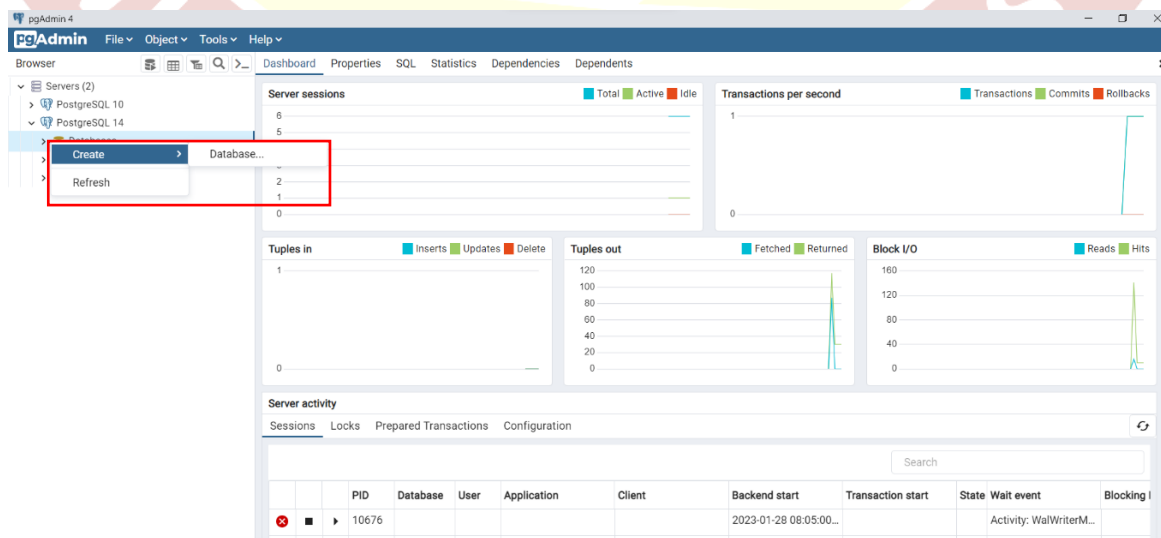 pgAdmin 4
pgAdmin File Object Tools Help
Browser
Dashboard Properties SQL Statistics Dependencies Dependents
Servers (2)
PostgreSQL 10
PostgreSQL 14
Databases
Create Database...
Refresh
Server sessions Total Active Idle
6
5
2
1
0
Transactions per second Transactions Commits Rollbacks
1
0
Tuples in Inserts Updates Delete
1
0
Tuples out Fetched Returned
120
100
80
60
40
20
0
Block I/O Reads Hits
160
120
80
40
0
Server activity
Sessions Locks Prepared Transactions Configuration
Search
PID Database User Application Client Backend start Transaction start State Wait event Blocking
10676 2023-01-28 08:05:00... Activity: WalWriterM...